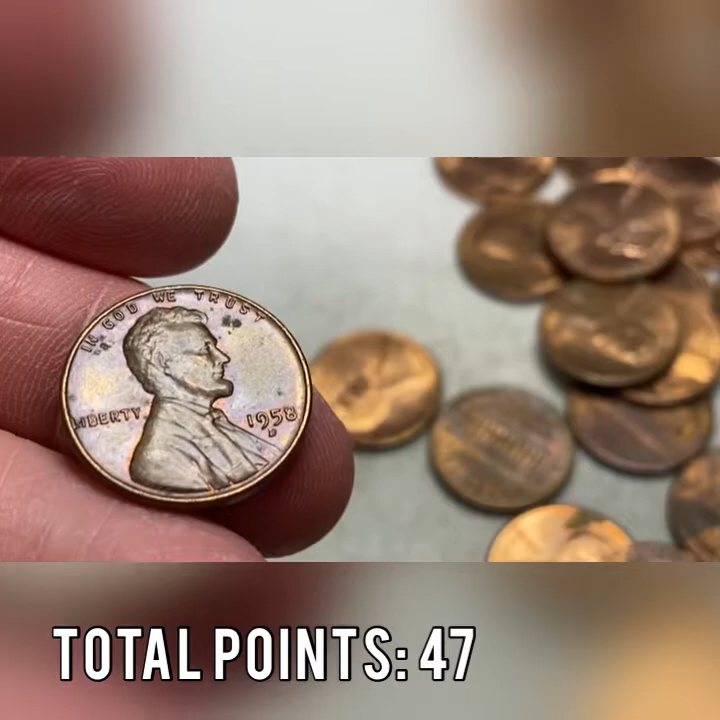 IN GOD WE TRUST
LIBERTY
1958
D
TOTAL POINTS: 47